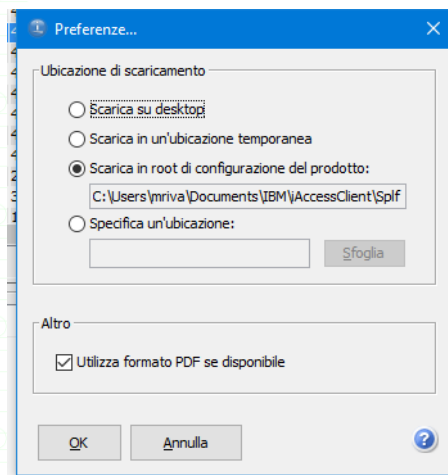 Preferenze...
Ubicazione di scaricamento
Scarica su desktop
Scarica in un'ubicazione temporanea
Scarica in root di configurazione del prodotto:
C:\Users\mriva\Documents\IBM\iAccessClient\Splf
Specifica un'ubicazione:
Sfoglia
Altro
Utilizza formato PDF se disponibile
OK Annulla